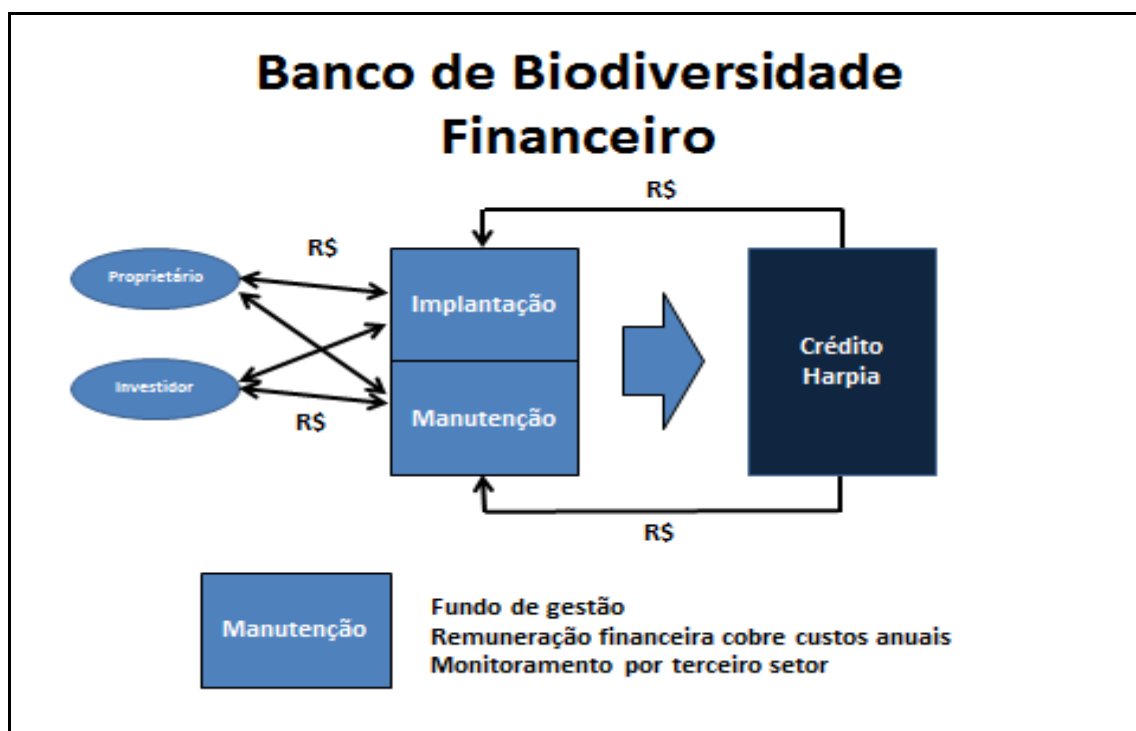 Banco de Biodiversidade
Financeiro
R$
R$
Proprietário
Implantação
Crédito
Harpia
Investidor
Manutenção
R$
R$
Manutenção
Fundo de gestão
Remuneração financeira cobre custos anuais
Monitoramento por terceiro setor